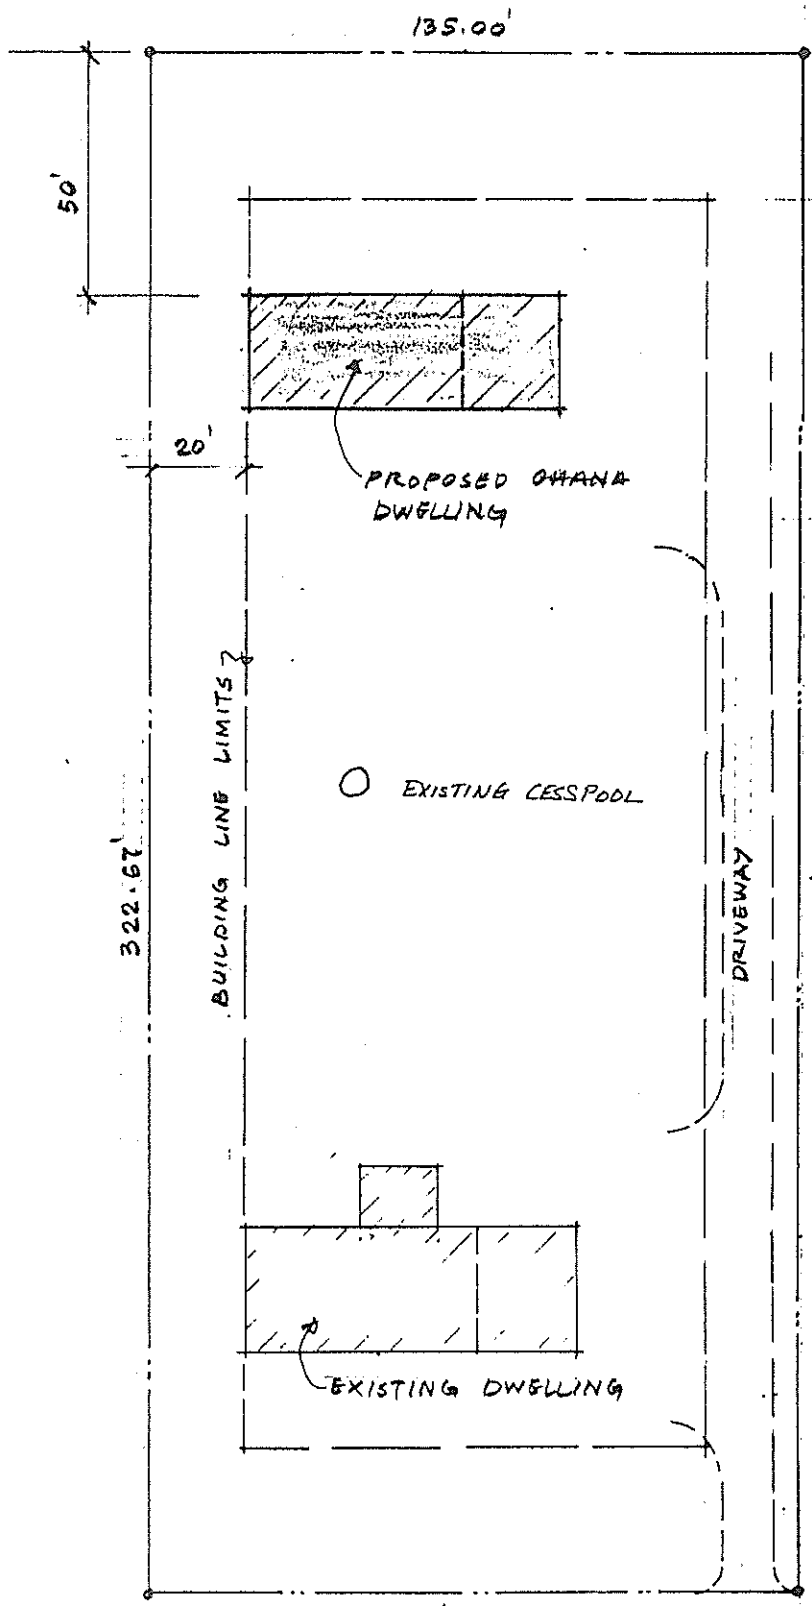 135.00'
50'
20'
PROPOSED OHANA
DWELLING
BUILDING LINE LIMITS
EXISTING CESSPOOL
322.67'
DRIVEWAY
EXISTING DWELLING